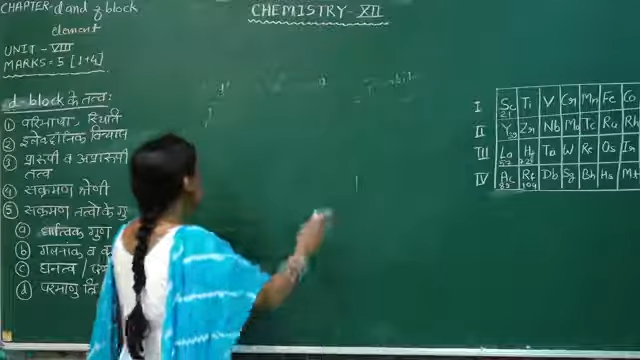 CHAPTER = d and f block
element
CHEMISTRY - XII
UNIT - VIII
MARKS = 5 [1+4]
d-block के तत्व :
① परिभाषा, स्थिति
② इलेक्ट्रॉनिक विन्यास
③ प्रारूपी व अप्रारूपी
तत्व
④ संक्रमण श्रेणी
⑤ संक्रमण तत्वों के गु
ⓐ धात्विक गुण
ⓑ गलनांक व
ⓒ घनत्व /
ⓓ परमाणु त्रि
I Sc 21 Ti V Cr Mn Fe Co
II Y 39 Zr Nb Mo Tc Ru Rh
III La 57 Hf 72 Ta W Re Os Ir
IV Ac 89 Rf 104 Db Sg Bh Hs Mt